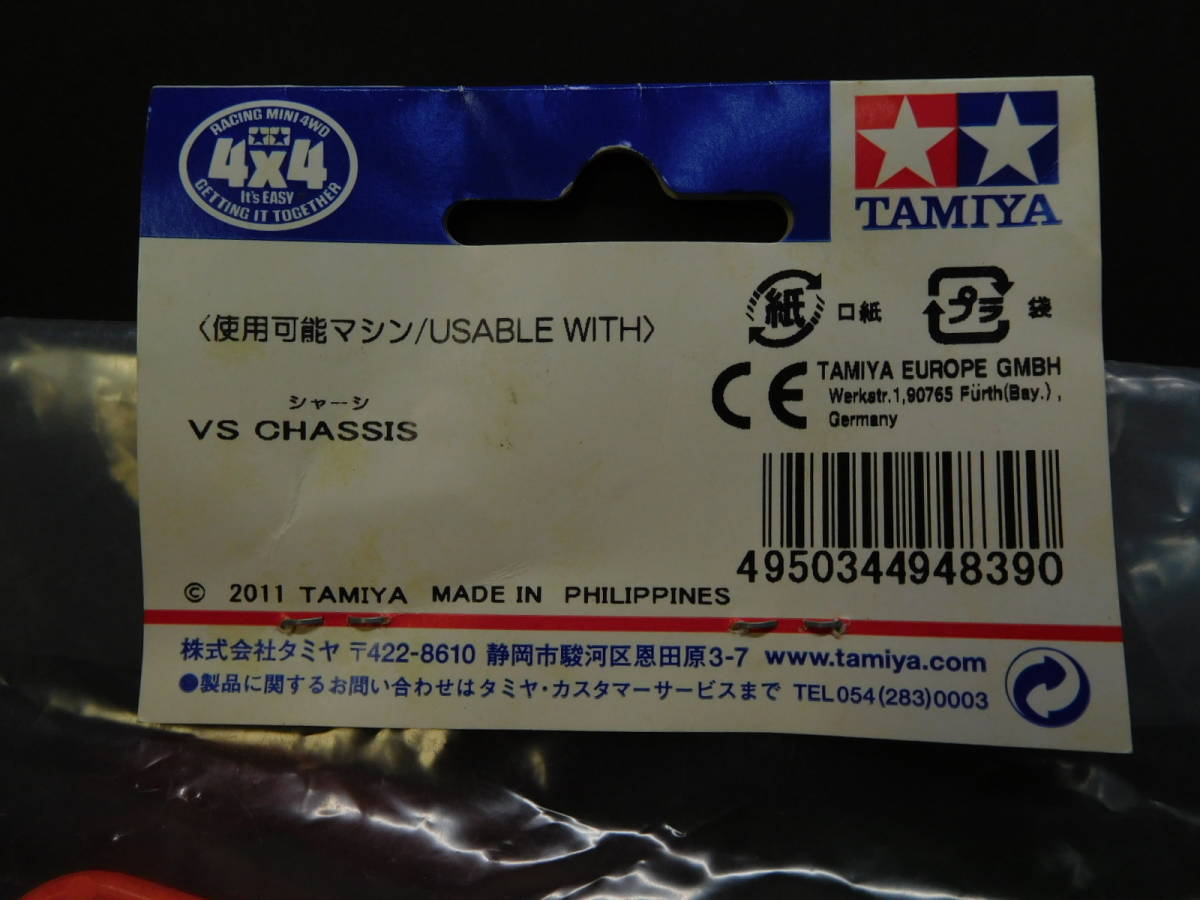 RACING MINI 4WD
4x4
It's EASY
GETTING IT TOGETHER
TAMIYA
〈使用可能マシン/USABLE WITH〉
シャーシ
VS CHASSIS
紙 口紙
プラ 袋
CE
TAMIYA EUROPE GMBH
Werkstr.1,90765 Fürth(Bay.),
Germany
4950344948390
© 2011 TAMIYA MADE IN PHILIPPINES
株式会社タミヤ 〒422-8610 静岡市駿河区恩田原3-7 www.tamiya.com
●製品に関するお問い合わせはタミヤ・カスタマーサービスまで TEL 054(283)0003